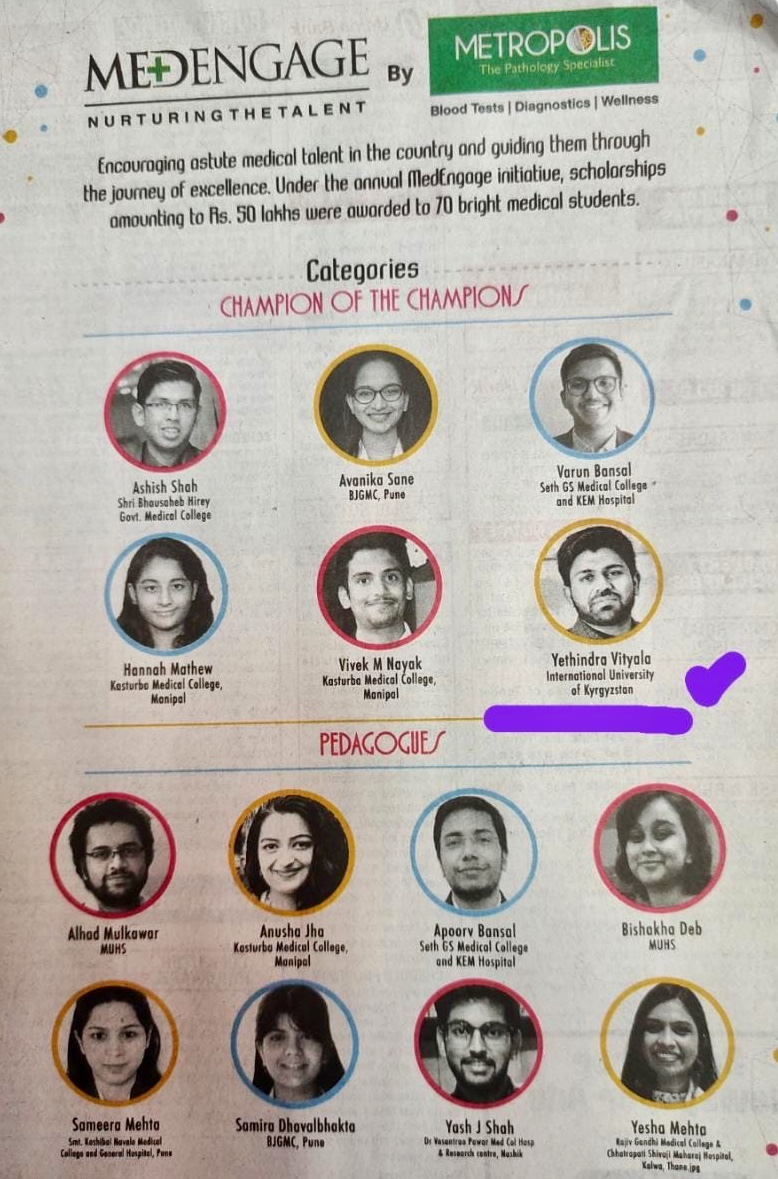 MEDENGAGE
NURTURING THE TALENT
By
METROPOLIS
The Pathology Specialist
Blood Tests | Diagnostics | Wellness
Encouraging astute medical talent in the country and guiding them through
the journey of excellence. Under the annual MedEngage initiative, scholarships
amounting to Rs. 50 lakhs were awarded to 70 bright medical students.
Categories
CHAMPION OF THE CHAMPIONS
Ashish Shah
Shri Bhausaheb Hirey
Govt. Medical College
Avanika Sane
BJGMC, Pune
Varun Bansal
Seth GS Medical College
and KEM Hospital
Hannah Mathew
Kasturba Medical College,
Manipal
Vivek M Nayak
Kasturba Medical College,
Manipal
Yethindra Vityala
International University
of Kyrgyzstan
PEDAGOGUES
Alhad Mulkawar
MUHS
Anusha Jha
Kasturba Medical College,
Manipal
Apoorv Bansal
Seth GS Medical College
and KEM Hospital
Bishakha Deb
MUHS
Sameera Mehta
Smt. Kashibai Navale Medical
College and General Hospital, Pune
Samira Dhavalbhakta
BJGMC, Pune
Yash J Shah
Dr Vasantrao Pawar Med Col Hosp
& Research centre, Nashik
Yesha Mehta
Rajiv Gandhi Medical College &
Chhatrapati Shivaji Maharaj Hospital,
Kalwa, Thane.jpg